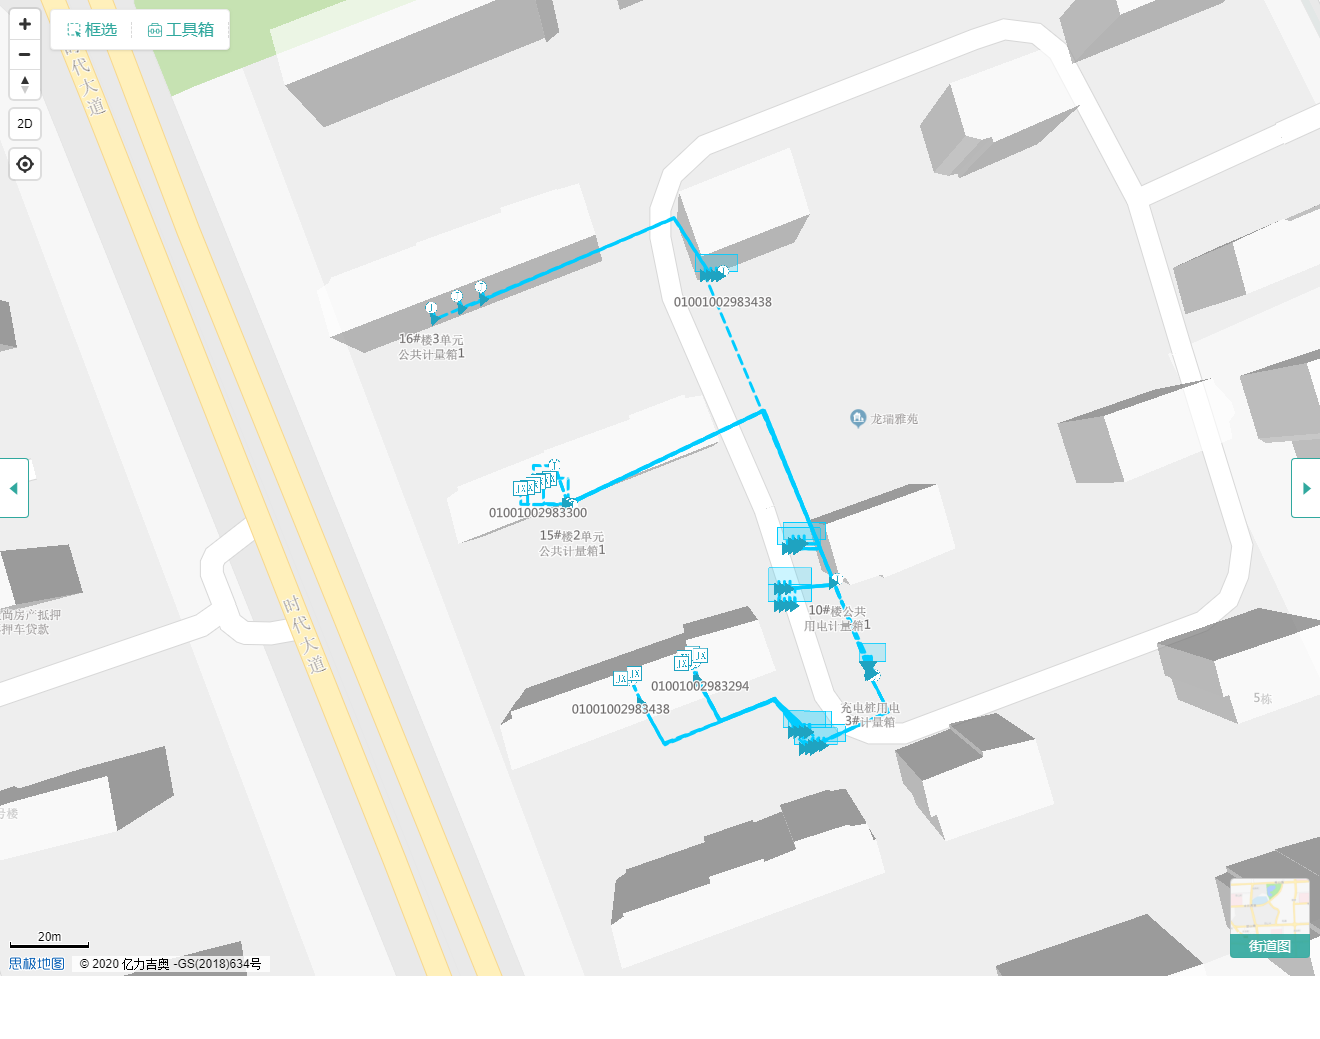 框选
工具箱
时代大道
2D
01001002983438
16#楼3单元
公共计量箱1
龙瑞雅苑
01001002983300
15#楼2单元
公共计量箱1
时代大道
尚房产抵押
押车贷款
10#楼公共
用电计量箱1
01001002983294
01001002983438
充电桩用电
3#计量箱
5栋
20m
思极地图
© 2020 亿力吉奥 -GS(2018)634号
街道图